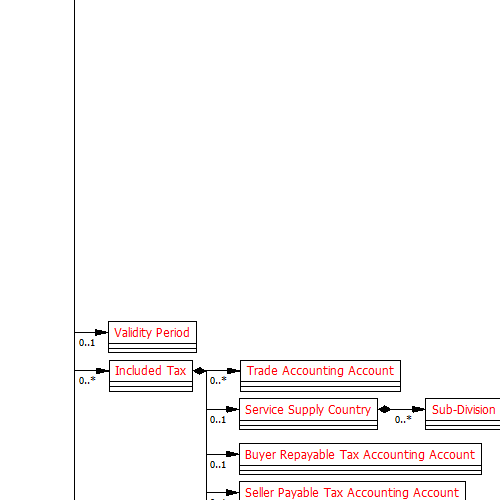 Validity Period
0..1
Included Tax
0..*
Trade Accounting Account
0..*
Service Supply Country
0..1
Sub-Division
0..*
Buyer Repayable Tax Accounting Account
0..1
Seller Payable Tax Accounting Account